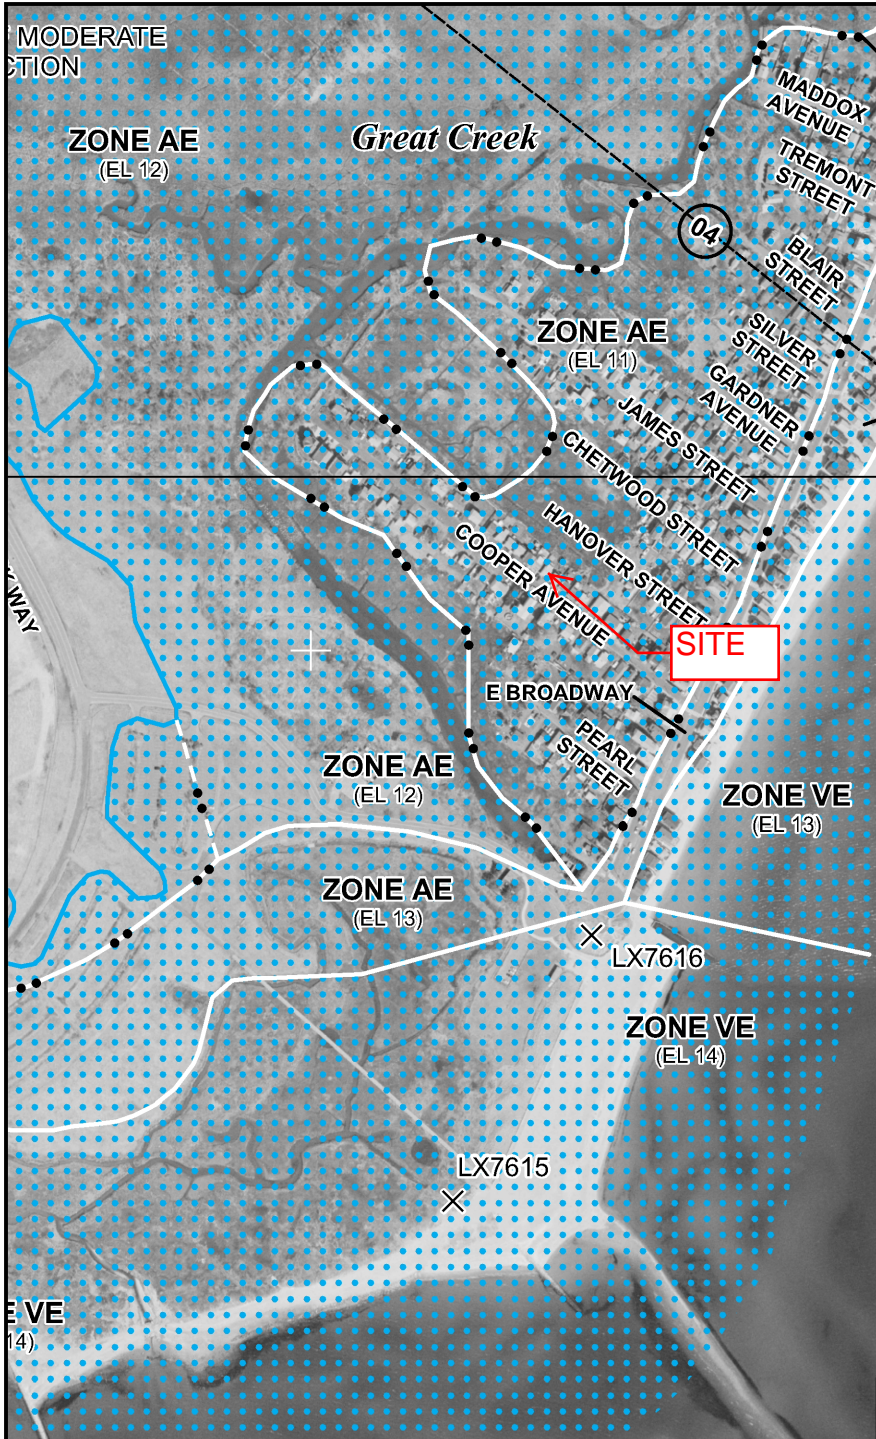 MODERATE
CTION
ZONE AE
(EL 12)
Great Creek
MADDOX
AVENUE
TREMONT
STREET
04
BLAIR
STREET
ZONE AE
(EL 11)
SILVER
STREET
GARDNER
AVENUE
JAMES STREET
CHETWOOD STREET
HANOVER STREET
COOPER AVENUE
WAY
SITE
E BROADWAY
PEARL
STREET
ZONE AE
(EL 12)
ZONE VE
(EL 13)
ZONE AE
(EL 13)
LX7616
ZONE VE
(EL 14)
LX7615
E VE
14)